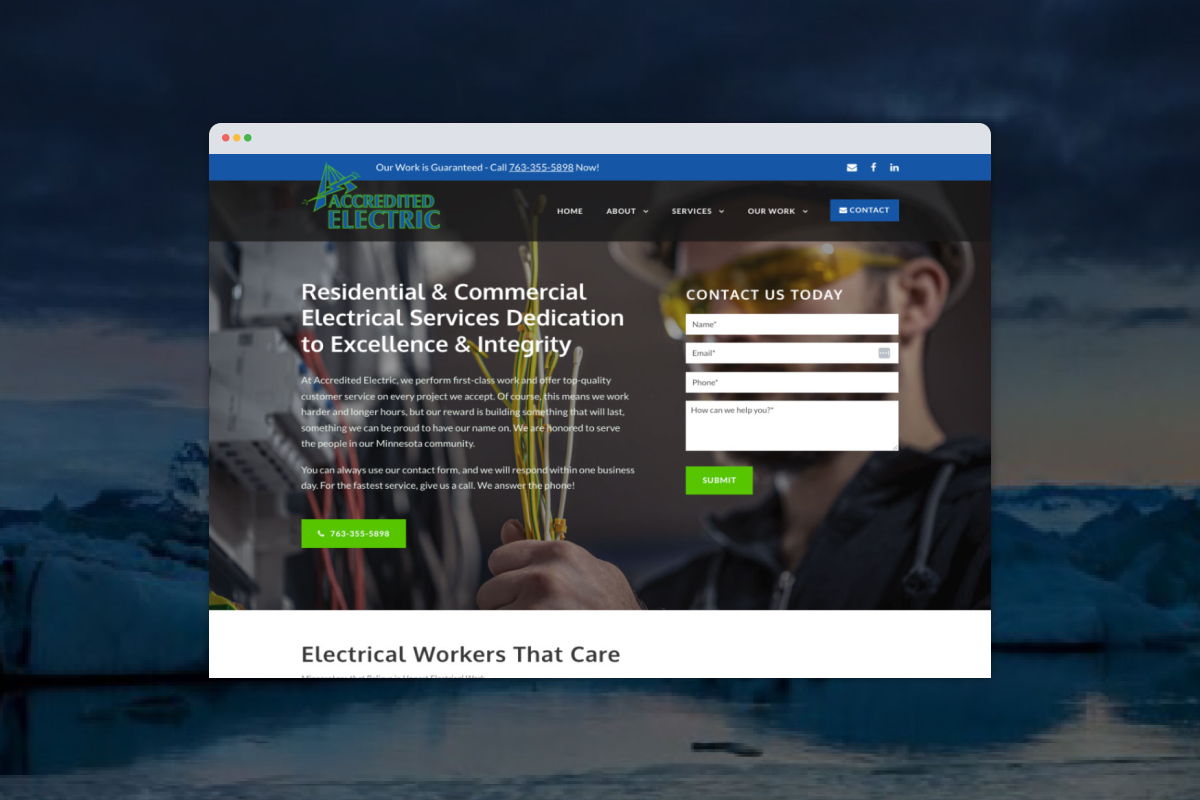 Our Work is Guaranteed - Call 763-355-5898 Now!
ACCREDITED
ELECTRIC
HOME ABOUT SERVICES OUR WORK CONTACT
Residential & Commercial
Electrical Services Dedication
to Excellence & Integrity
At Accredited Electric, we perform first-class work and offer top-quality
customer service on every project we accept. Of course, this means we work
harder and longer hours, but our reward is building something that will last,
something we can be proud to have our name on. We are honored to serve
the people in our Minnesota community.
You can always use our contact form, and we will respond within one business
day. For the fastest service, give us a call. We answer the phone!
763-355-5898
CONTACT US TODAY
Name*
Email*
Phone*
How can we help you?*
SUBMIT
Electrical Workers That Care